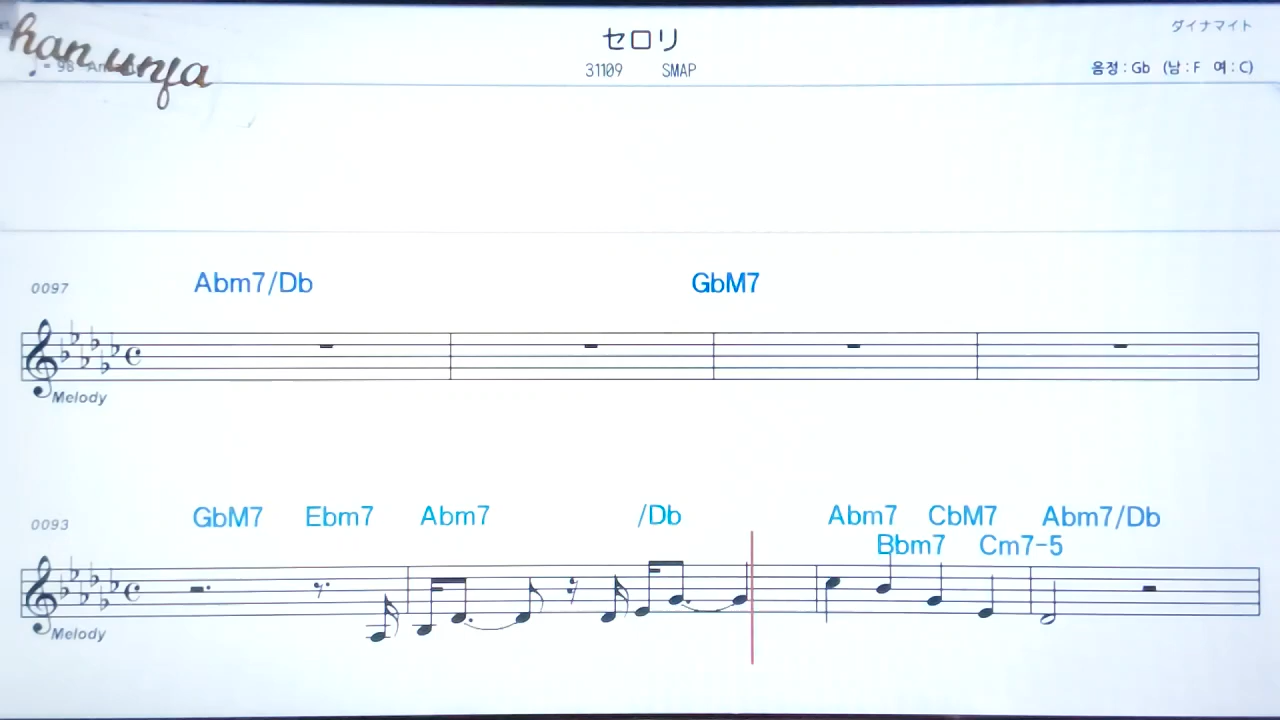 han unja
セロリ
ダイナマイト
31109 SMAP
음정 : Gb (남 : F 여 : C)
0097 Abm7/Db GbM7
Melody
0093 GbM7 Ebm7 Abm7 /Db Abm7 CbM7 Abm7/Db
Bbm7 Cm7-5
Melody